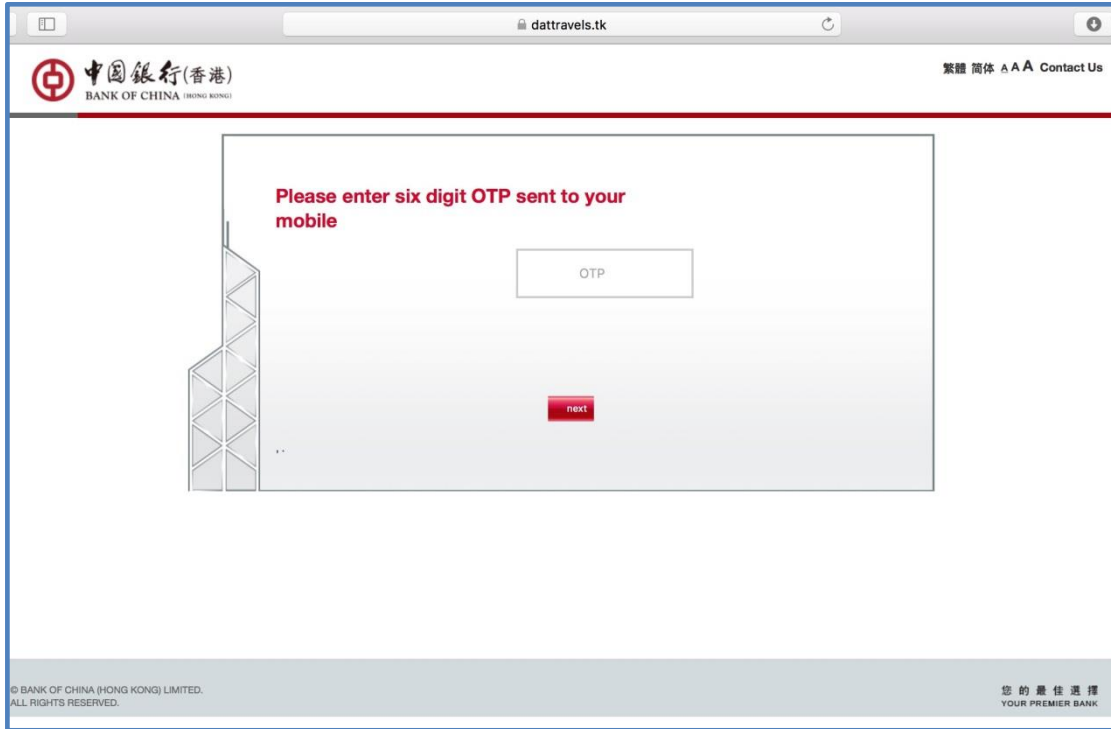 dattravels.tk
中国銀行(香港)
BANK OF CHINA (HONG KONG)
繁體 简体 A A A Contact Us
Please enter six digit OTP sent to your
mobile
OTP
next
© BANK OF CHINA (HONG KONG) LIMITED.
ALL RIGHTS RESERVED.
您的最佳選擇
YOUR PREMIER BANK